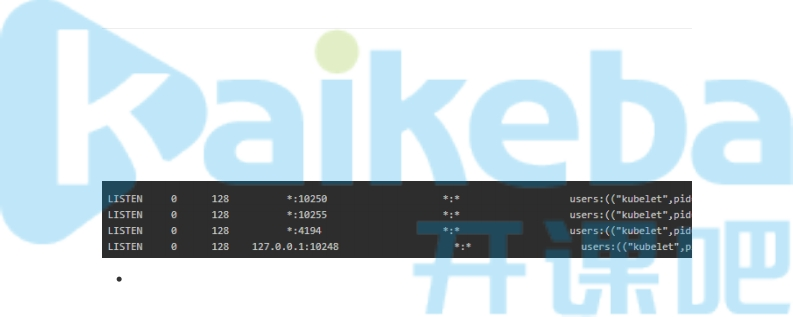 kaikeba
LISTEN 0 128 *:10250 *:* users:(("kubelet",pid
LISTEN 0 128 *:10255 *:* users:(("kubelet",pid
LISTEN 0 128 *:4194 *:* users:(("kubelet",pid
LISTEN 0 128 127.0.0.1:10248 *:* users:(("kubelet",p
开课吧